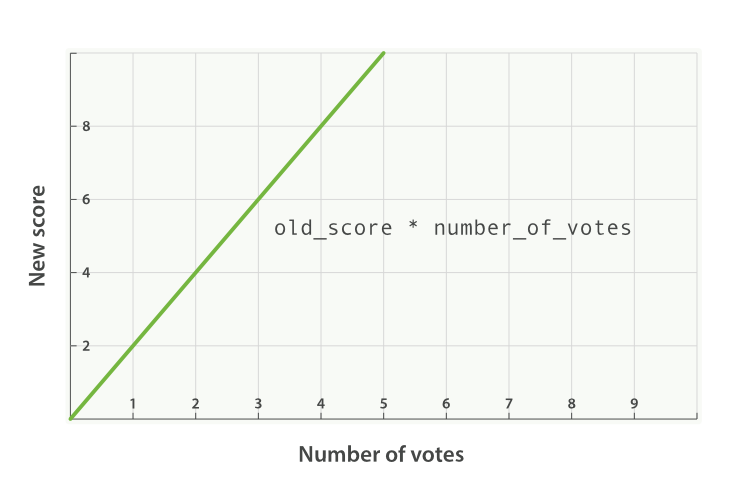 New score
8
6
old_score * number_of_votes
4
2
1 2 3 4 5 6 7 8 9
Number of votes